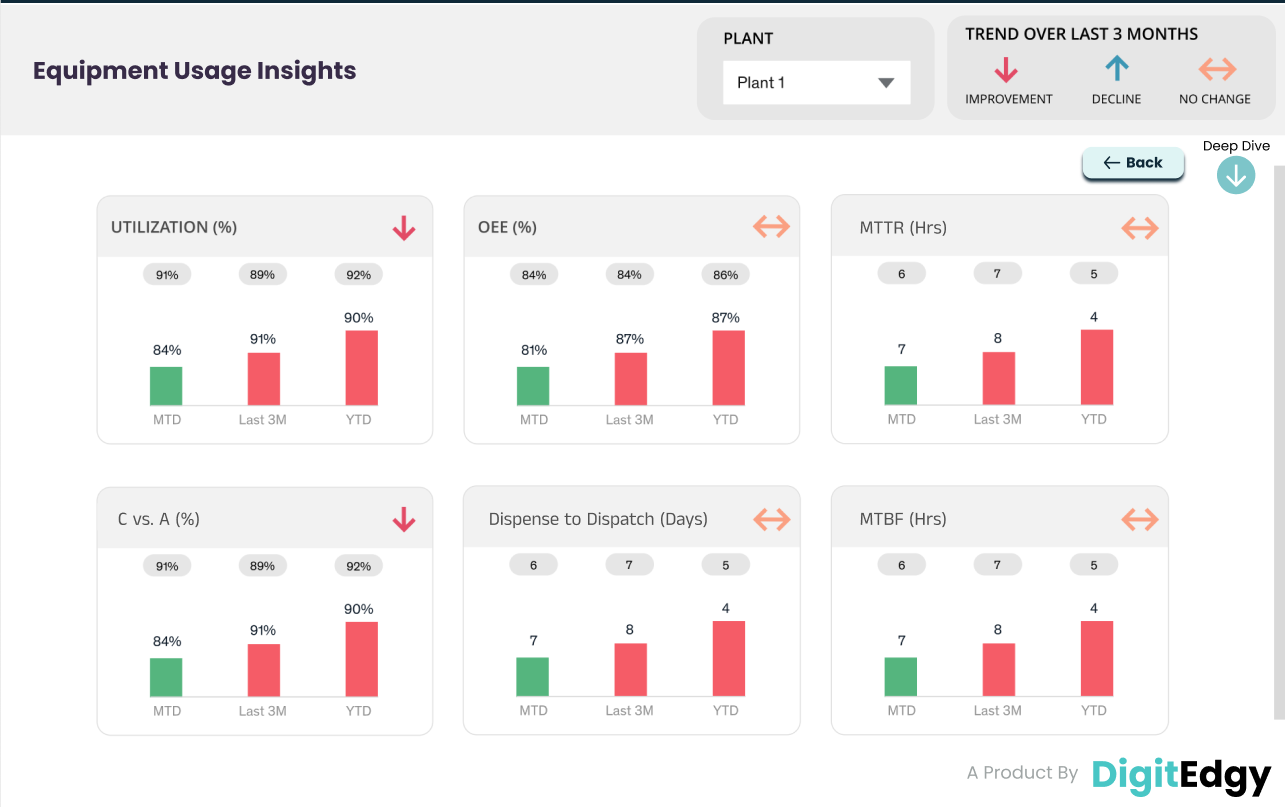 Equipment Usage Insights
PLANT
Plant 1
TREND OVER LAST 3 MONTHS
IMPROVEMENT
DECLINE
NO CHANGE
Back
Deep Dive
UTILIZATION (%)
91% 89% 92%
84% 91% 90%
MTD Last 3M YTD
OEE (%)
84% 84% 86%
81% 87% 87%
MTD Last 3M YTD
MTTR (Hrs)
6 7 5
7 8 4
MTD Last 3M YTD
C vs. A (%)
91% 89% 92%
84% 91% 90%
MTD Last 3M YTD
Dispense to Dispatch (Days)
6 7 5
7 8 4
MTD Last 3M YTD
MTBF (Hrs)
6 7 5
7 8 4
MTD Last 3M YTD
A Product By DigitEdgy